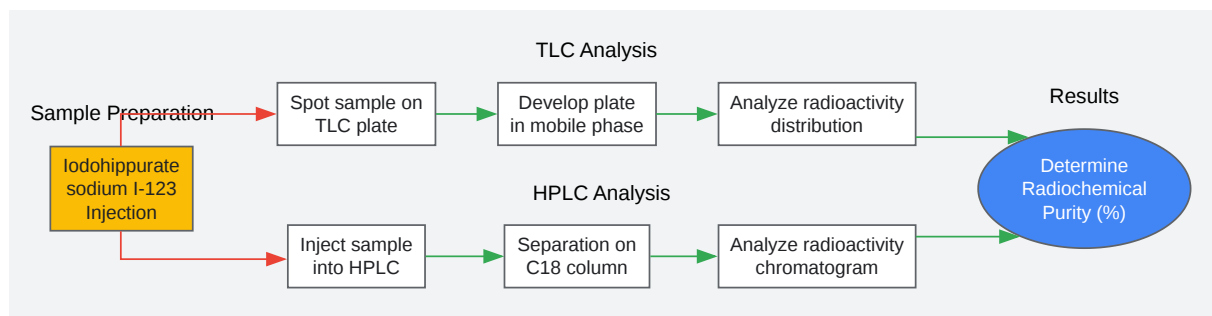 TLC Analysis
Sample Preparation
Spot sample on
TLC plate
Develop plate
in mobile phase
Analyze radioactivity
distribution
Results
Iodohippurate
sodium I-123
Injection
Determine
Radiochemical
Purity (%)
HPLC Analysis
Inject sample
into HPLC
Separation on
C18 column
Analyze radioactivity
chromatogram